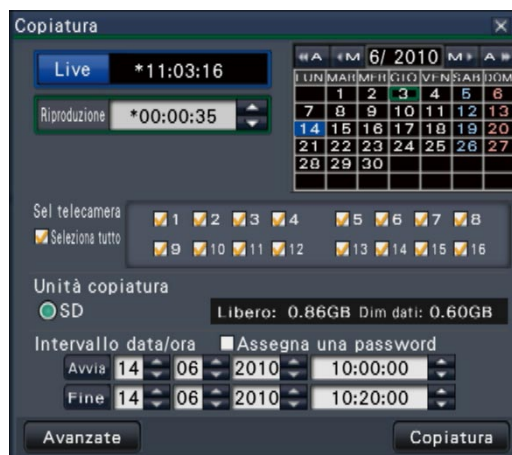 Copiatura
Live *11:03:16
Riproduzione *00:00:35
A M 6/ 2010 M A
LUN MAR MER GIO VEN SAB DOM
1 2 3 4 5 6
7 8 9 10 11 12 13
14 15 16 17 18 19 20
21 22 23 24 25 26 27
28 29 30
Sel telecamera
Seleziona tutto
1 2 3 4 5 6 7 8
9 10 11 12 13 14 15 16
Unità copiatura
SD
Libero: 0.86GB Dim dati: 0.60GB
Intervallo data/ora Assegna una password
Avvia 14 06 2010 10:00:00
Fine 14 06 2010 10:20:00
Avanzate Copiatura